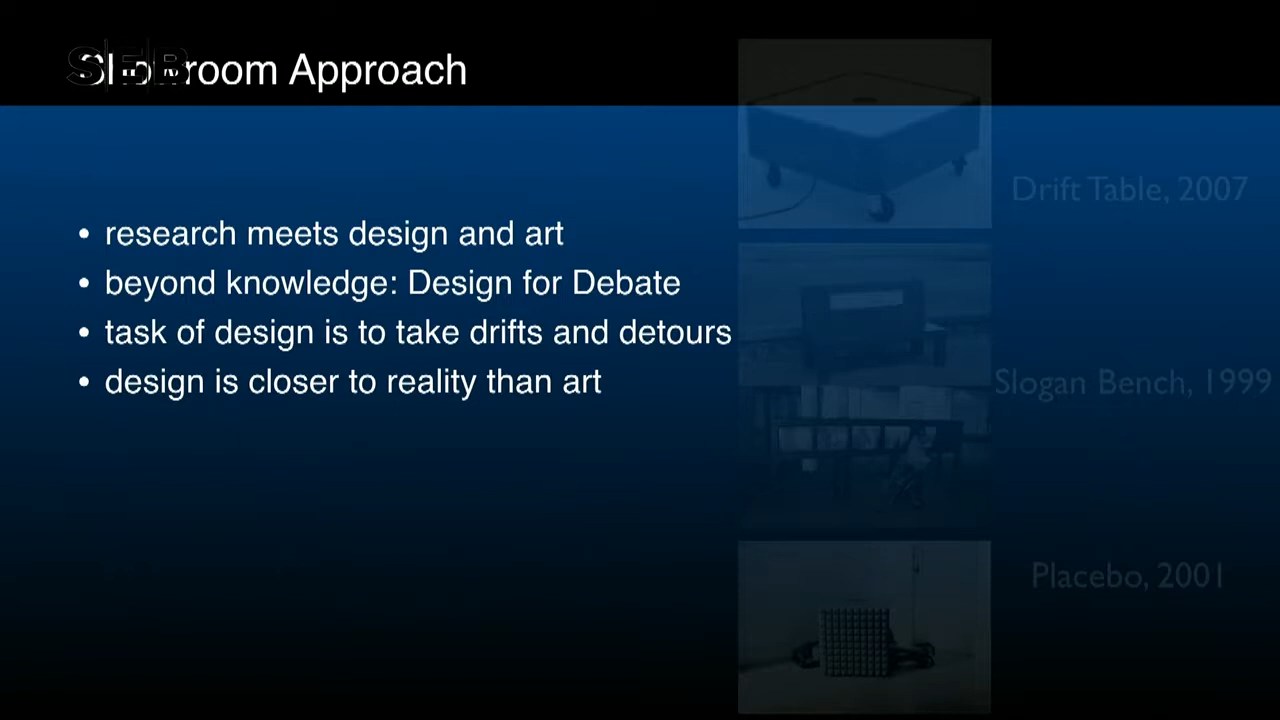 Showroom Approach
SEB
• research meets design and art
• beyond knowledge: Design for Debate
• task of design is to take drifts and detours
• design is closer to reality than art
Drift Table, 2007
Slogan Bench, 1999
Placebo, 2001